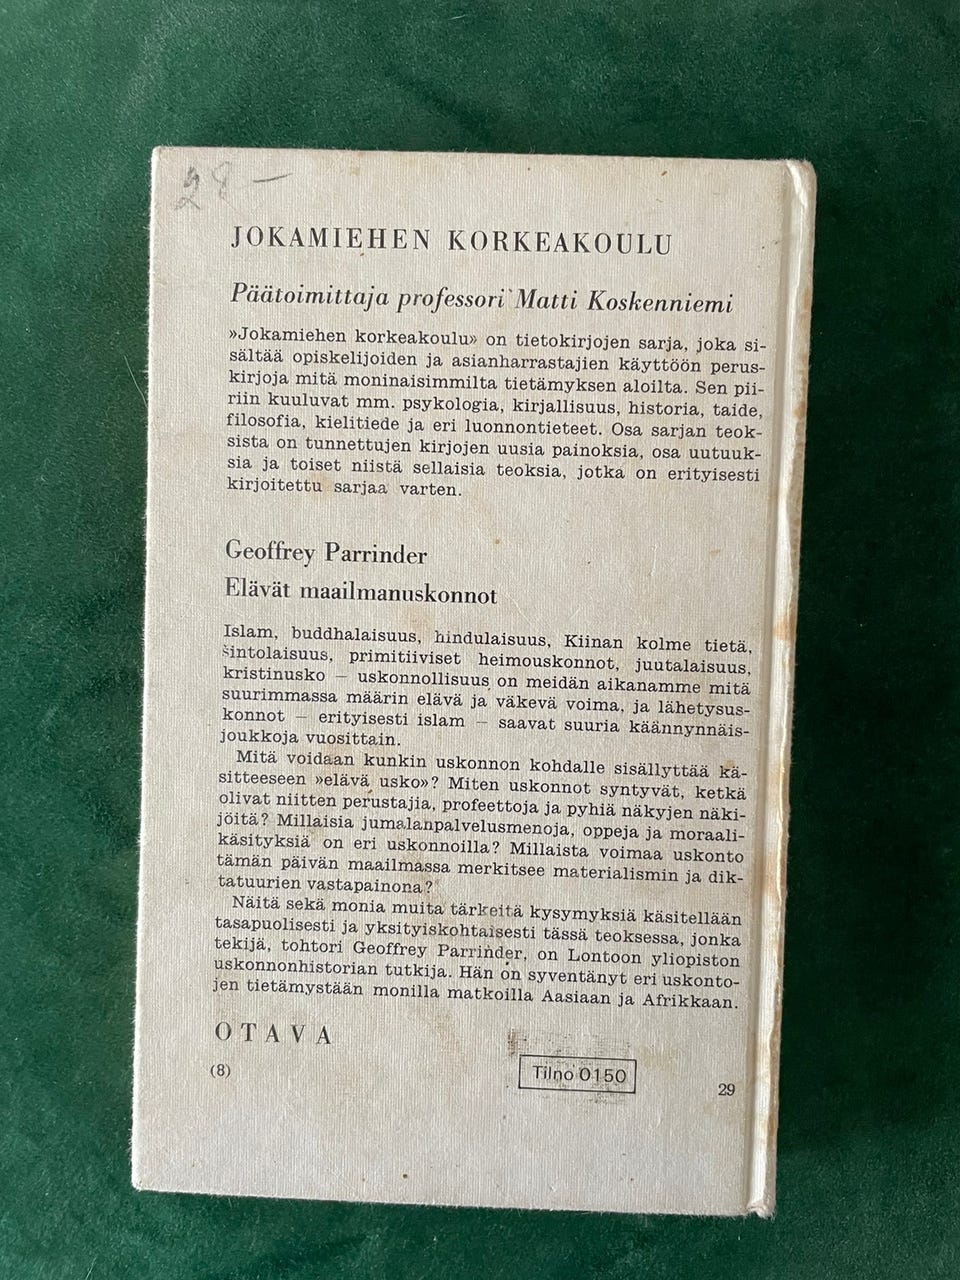 28 —
JOKAMIEHEN KORKEAKOULU
Päätoimittaja professori Matti Koskenniemi
»Jokamiehen korkeakoulu» on tietokirjojen sarja, joka si-
sältää opiskelijoiden ja asianharrastajien käyttöön perus-
kirjoja mitä moninaisimmilta tietämyksen aloilta. Sen pii-
riin kuuluvat mm. psykologia, kirjallisuus, historia, taide,
filosofia, kielitiede ja eri luonnontieteet. Osa sarjan teok-
sista on tunnettujen kirjojen uusia painoksia, osa uutuuk-
sia ja toiset niistä sellaisia teoksia, jotka on erityisesti
kirjoitettu sarjaa varten.
Geoffrey Parrinder
Elävät maailmanuskonnot
Islam, buddhalaisuus, hindulaisuus, Kiinan kolme tietä,
šintolaisuus, primitiiviset heimouskonnot, juutalaisuus,
kristinusko — uskonnollisuus on meidän aikanamme mitä
suurimmassa määrin elävä ja väkevä voima, ja lähetysus-
konnot — erityisesti islam — saavat suuria käännynnäis-
joukkoja vuosittain.
Mitä voidaan kunkin uskonnon kohdalle sisällyttää kä-
sitteeseen »elävä usko»? Miten uskonnot syntyvät, ketkä
olivat niitten perustajia, profeettoja ja pyhiä näkyjen näki-
jöitä? Millaisia jumalanpalvelusmenoja, oppeja ja moraali-
käsityksiä on eri uskonnoilla? Millaista voimaa uskonto
tämän päivän maailmassa merkitsee materialismin ja dik-
tatuurien vastapainona?
Näitä sekä monia muita tärkeitä kysymyksiä käsitellään
tasapuolisesti ja yksityiskohtaisesti tässä teoksessa, jonka
tekijä, tohtori Geoffrey Parrinder, on Lontoon yliopiston
uskonnonhistorian tutkija. Hän on syventänyt eri uskonto-
jen tietämystään monilla matkoilla Aasiaan ja Afrikkaan.
OTAVA
(8)
Tilno 0150
29